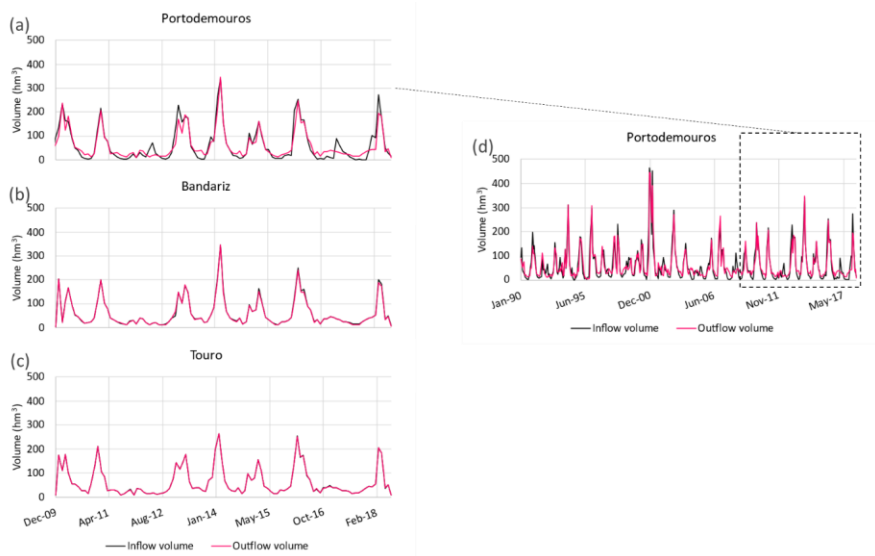 (a)
Portodemouros
Volume (hm³)
500
400
300
200
100
0
(b)
Bandariz
Volume (hm³)
500
400
300
200
100
0
(c)
Touro
Volume (hm³)
500
400
300
200
100
0
Dec-09 Apr-11 Aug-12 Jan-14 May-15 Oct-16 Feb-18
Inflow volume Outflow volume
(d)
Portodemouros
Volume (hm³)
500
400
300
200
100
0
Jan-90 Jun-95 Dec-00 Jun-06 Nov-11 May-17
Inflow volume Outflow volume